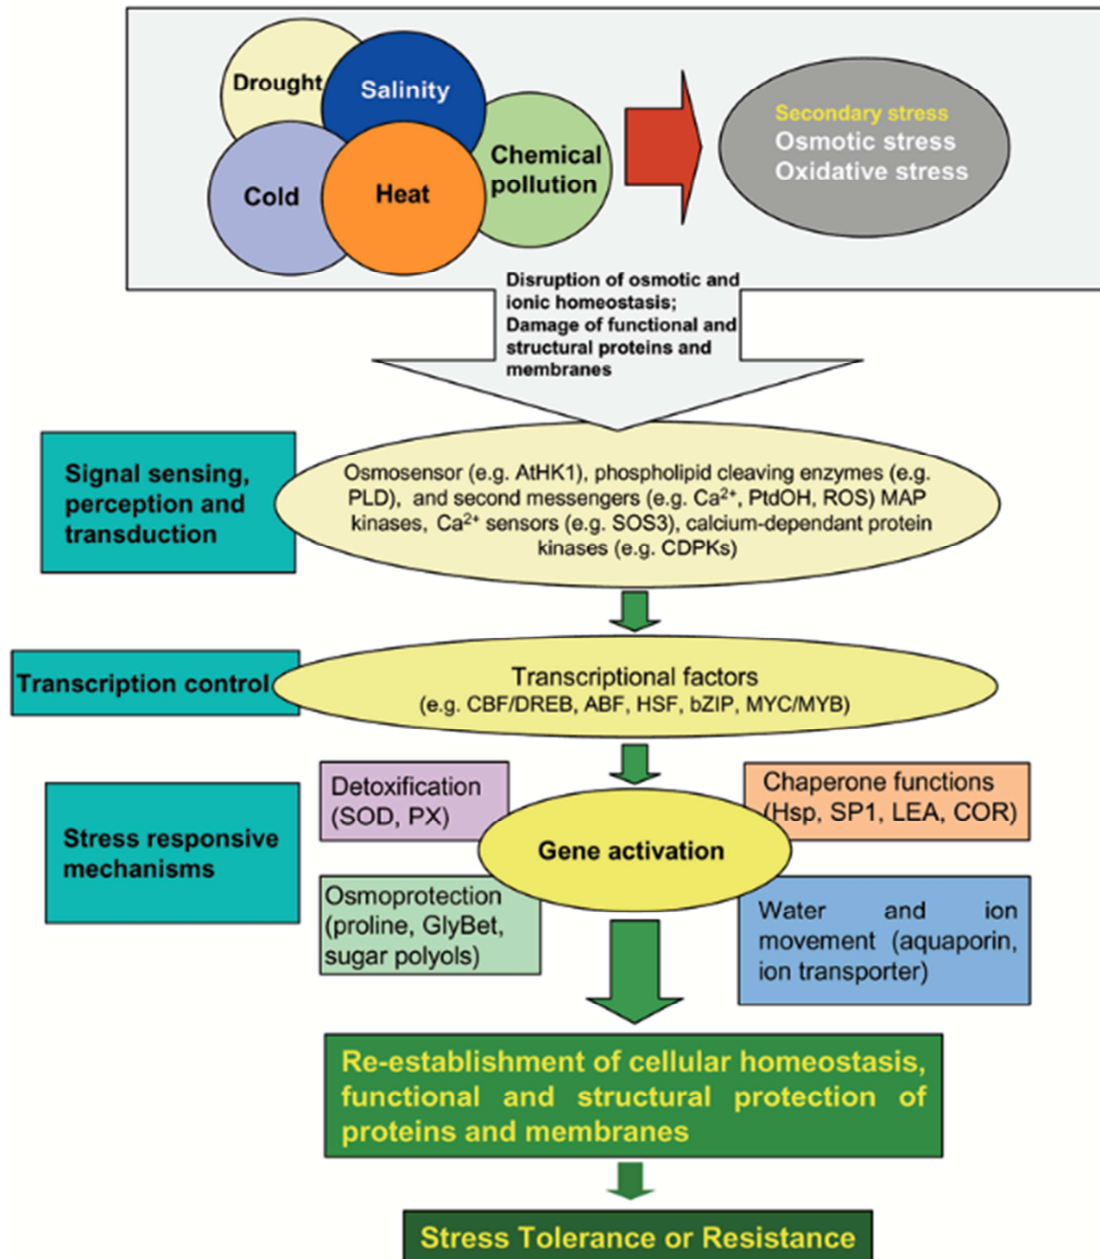 Drought
Salinity
Cold
Heat
Chemical
pollution
Secondary stress
Osmotic stress
Oxidative stress
Disruption of osmotic and
ionic homeostasis;
Damage of functional and
structural proteins and
membranes
Signal sensing,
perception and
transduction
Osmosensor (e.g. AtHK1), phospholipid cleaving enzymes (e.g.
PLD), and second messengers (e.g. Ca²⁺, PtdOH, ROS) MAP
kinases, Ca²⁺ sensors (e.g. SOS3), calcium-dependant protein
kinases (e.g. CDPKs)
Transcription control
Transcriptional factors
(e.g. CBF/DREB, ABF, HSF, bZIP, MYC/MYB)
Stress responsive
mechanisms
Detoxification
(SOD, PX)
Chaperone functions
(Hsp, SP1, LEA, COR)
Gene activation
Osmoprotection
(proline, GlyBet,
sugar polyols)
Water and ion
movement (aquaporin,
ion transporter)
Re-establishment of cellular homeostasis,
functional and structural protection of
proteins and membranes
Stress Tolerance or Resistance